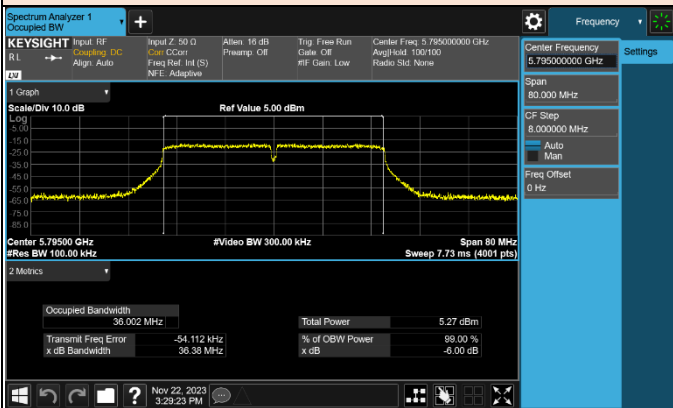 Spectrum Analyzer 1
Occupied BW
+
Frequency
KEYSIGHT
R L
Input: RF
Coupling: DC
Align: Auto
Input Z: 50 Ω
Corr CCorr
Freq Ref: Int (S)
NFE: Adaptive
Atten: 16 dB
Preamp: Off
Trig: Free Run
Gate: Off
#IF Gain: Low
Center Freq: 5.795000000 GHz
Avg|Hold: 100/100
Radio Std: None
Center Frequency
5.795000000 GHz
Settings
Span
80.000 MHz
CF Step
8.000000 MHz
Auto
Man
Freq Offset
0 Hz
1 Graph
Scale/Div 10.0 dB
Ref Value 5.00 dBm
Log
-5.00
-15.0
-25.0
-35.0
-45.0
-55.0
-65.0
-75.0
-85.0
Center 5.79500 GHz
#Video BW 300.00 kHz
Span 80 MHz
#Res BW 100.00 kHz
Sweep 7.73 ms (4001 pts)
2 Metrics
Occupied Bandwidth
36.002 MHz
Total Power 5.27 dBm
Transmit Freq Error -54.112 kHz
% of OBW Power 99.00 %
x dB Bandwidth 36.38 MHz
x dB -6.00 dB
?
Nov 22, 2023
3:29:23 PM